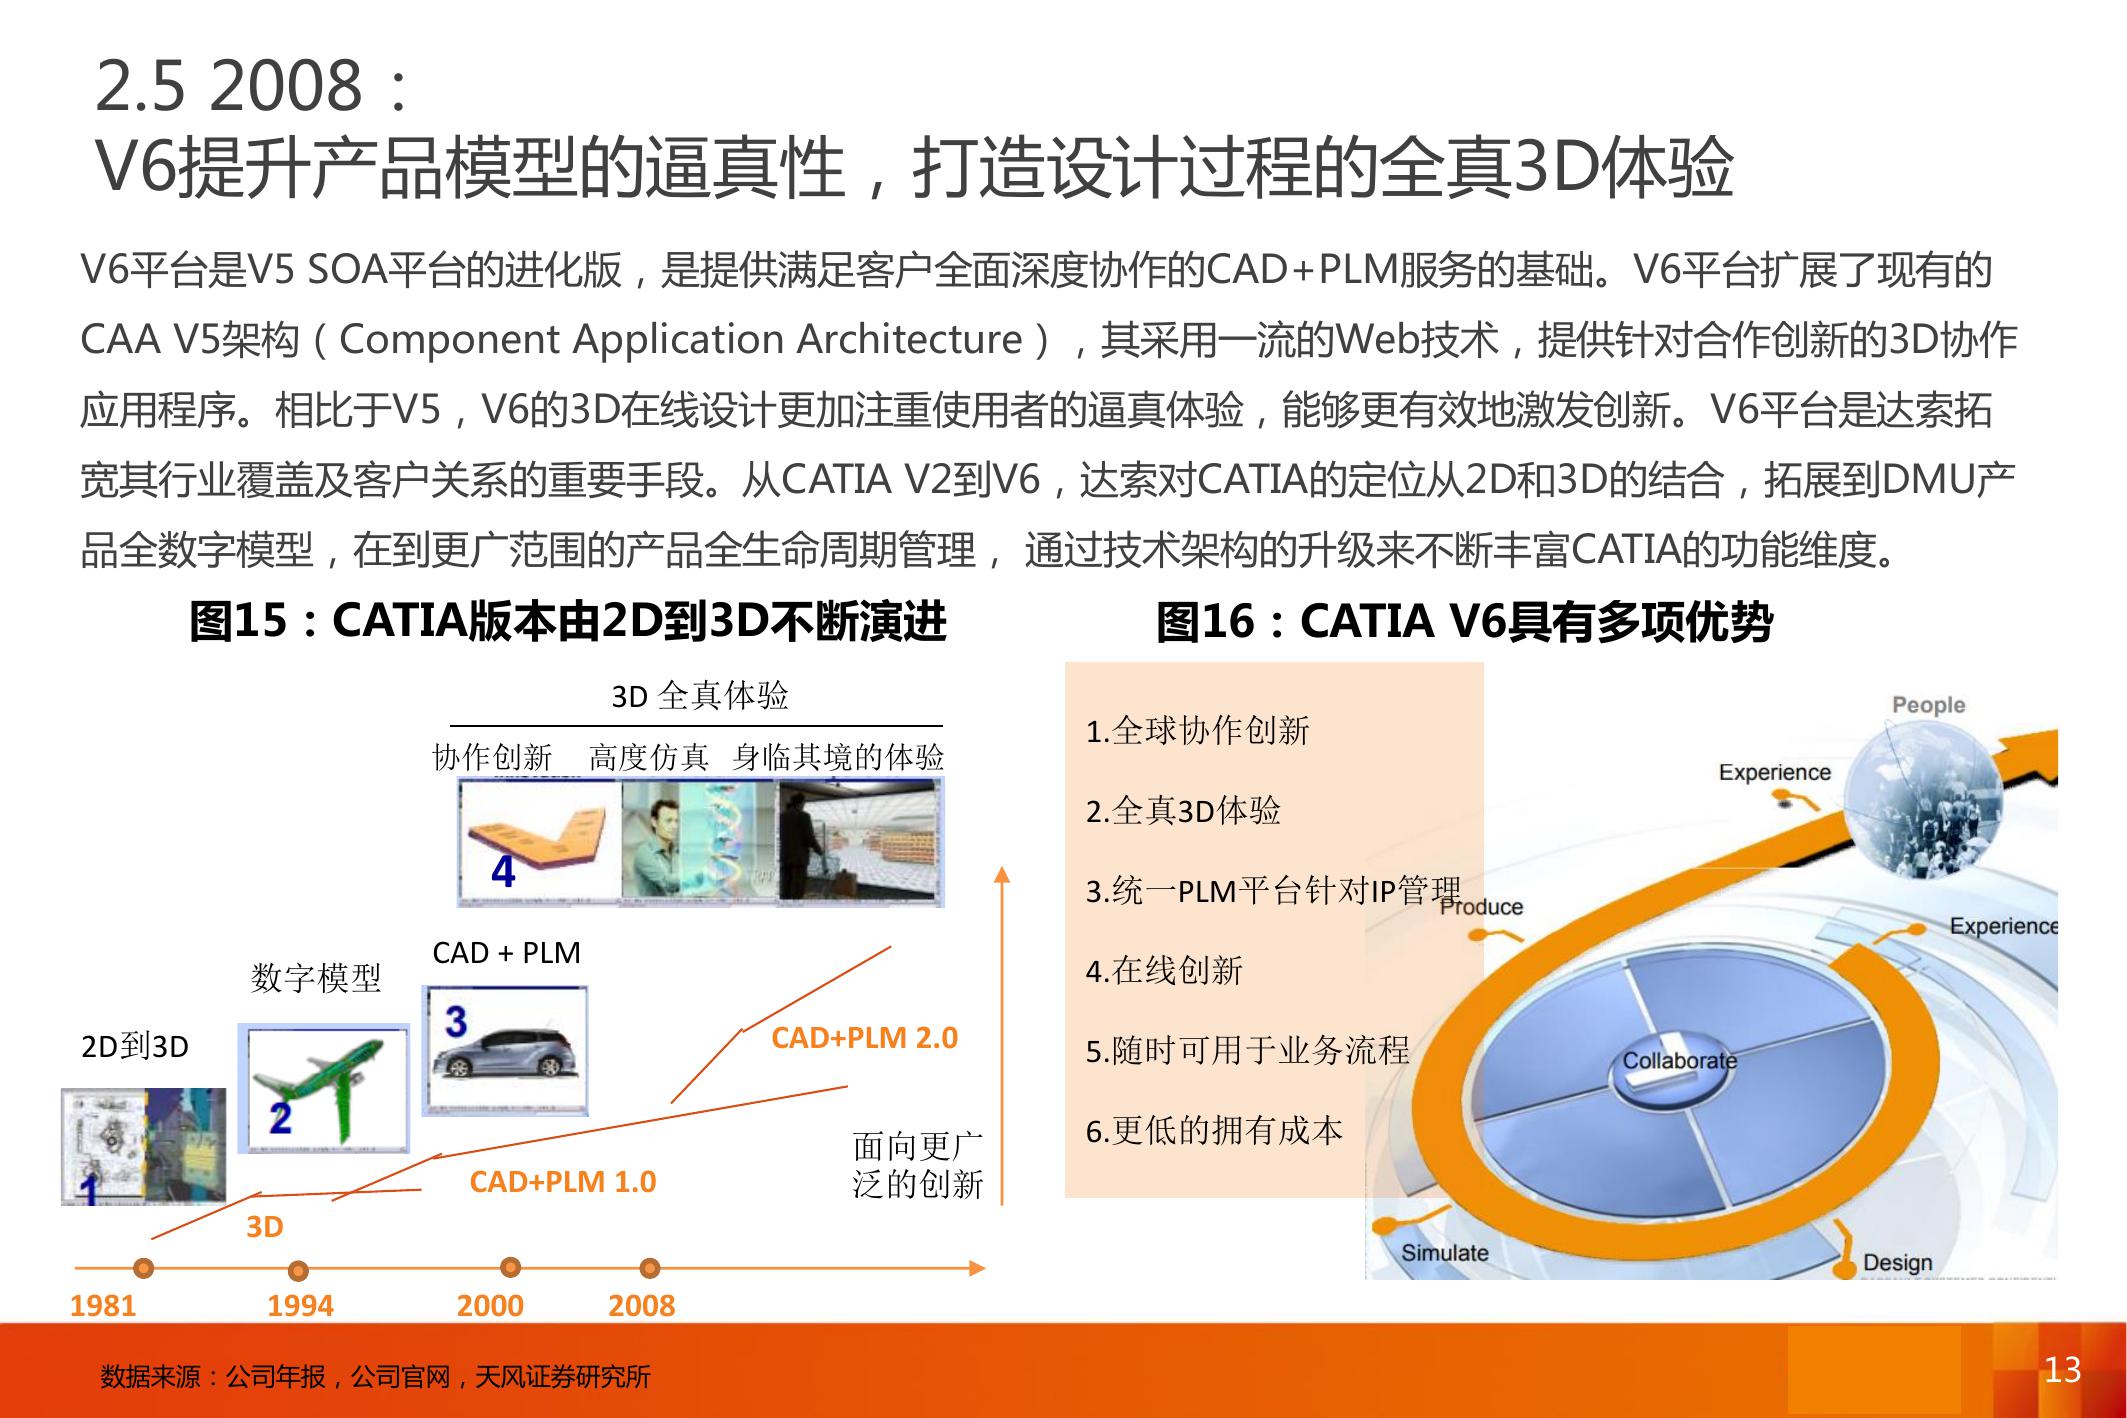 2.5 2008：
V6提升产品模型的逼真性，打造设计过程的全真3D体验
V6平台是V5 SOA平台的进化版，是提供满足客户全面深度协作的CAD+PLM服务的基础。V6平台扩展了现有的
CAA V5架构（Component Application Architecture），其采用一流的Web技术，提供针对合作创新的3D协作
应用程序。相比于V5，V6的3D在线设计更加注重使用者的逼真体验，能够更有效地激发创新。V6平台是达索拓
宽其行业覆盖及客户关系的重要手段。从CATIA V2到V6，达索对CATIA的定位从2D和3D的结合，拓展到DMU产
品全数字模型，在到更广范围的产品全生命周期管理， 通过技术架构的升级来不断丰富CATIA的功能维度。
图15：CATIA版本由2D到3D不断演进
3D 全真体验
协作创新 高度仿真 身临其境的体验
4
CAD + PLM
3
数字模型
2
2D到3D
1
CAD+PLM 2.0
CAD+PLM 1.0
3D
面向更广
泛的创新
1981 1994 2000 2008
图16：CATIA V6具有多项优势
1.全球协作创新
2.全真3D体验
3.统一PLM平台针对IP管理
4.在线创新
5.随时可用于业务流程
6.更低的拥有成本
People
Experience
Produce
Experience
Collaborate
Simulate
Design
数据来源：公司年报，公司官网，天风证券研究所
13